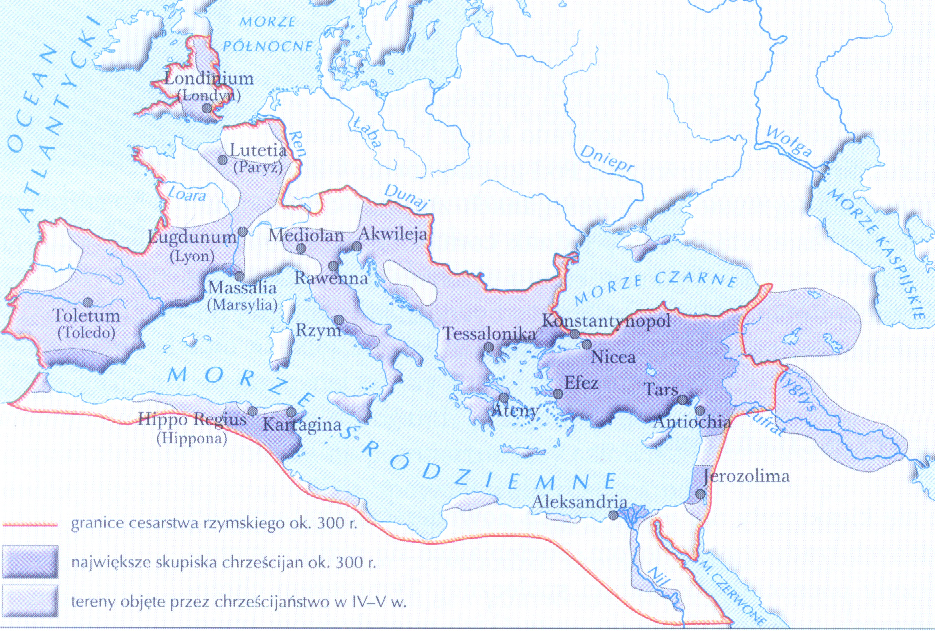 OCEAN
ATLANTYCKI
MORZE
PÓŁNOCNE
Londinium
(Londyn)
Lutetia
(Paryż)
Ren
Łaba
Dniepr
Wołga
Loara
Dunaj
MORZE KASPIJSKIE
Lugdunum
(Lyon)
Mediolan
Akwileja
Massalia
(Marsylia)
Rawenna
MORZE CZARNE
Toletum
(Toledo)
Rzym
Tessalonika
Konstantynopol
Nicea
Efez
Tars
Tygrys
Ateny
Antiochia
Eufrat
MORZE ŚRÓDZIEMNE
Hippo Regius
(Hippona)
Kartagina
Jerozolima
Aleksandria
Nil
M. CZERWONE
granice cesarstwa rzymskiego ok. 300 r.
największe skupiska chrześcijan ok. 300 r.
tereny objęte przez chrześcijaństwo w IV–V w.